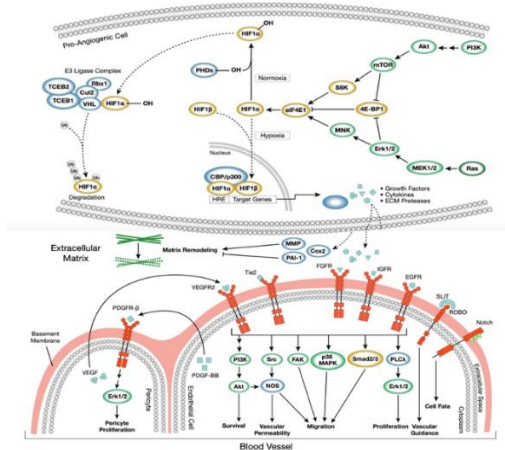 Pro-Angiogenic Cell
OH
HIF1α
Akt
PI3K
E3 Ligase Complex
mTOR
Rbx1
TCEB2
Cul2
PHDs
OH
Normoxia
S6K
TCEB1
VHL
HIF1α
OH
HIF1β
HIF1α
eIF4E1
4E-BP1
Ub
Hypoxia
MNK
Erk1/2
Nucleus
Ub
Ub
Ub
CBP/p300
MEK1/2
Ras
HIF1α
HIF1α
HIF1β
Degradation
HRE
Target Genes
• Growth Factors
• Cytokines
• ECM Proteases
Extracellular
Matrix
Matrix Remodeling
MMP
PAI-1
Cox2
VEGFR2
Tie2
FGFR
IGFR
EGFR
SLIT
ROBO
PDGFR-β
Notch
Basement
Membrane
VEGF
PDGF-BB
Pericyte
Endothelial Cell
PI3K
Src
FAK
p38
MAPK
Smad2/3
PLCζ
Extracellular
Space
Cytoplasm
Erk1/2
Akt
NOS
Erk1/2
Cell Fate
Pericyte
Proliferation
Survival
Vascular
Permeability
Migration
Proliferation
Vascular
Guidance
Blood Vessel